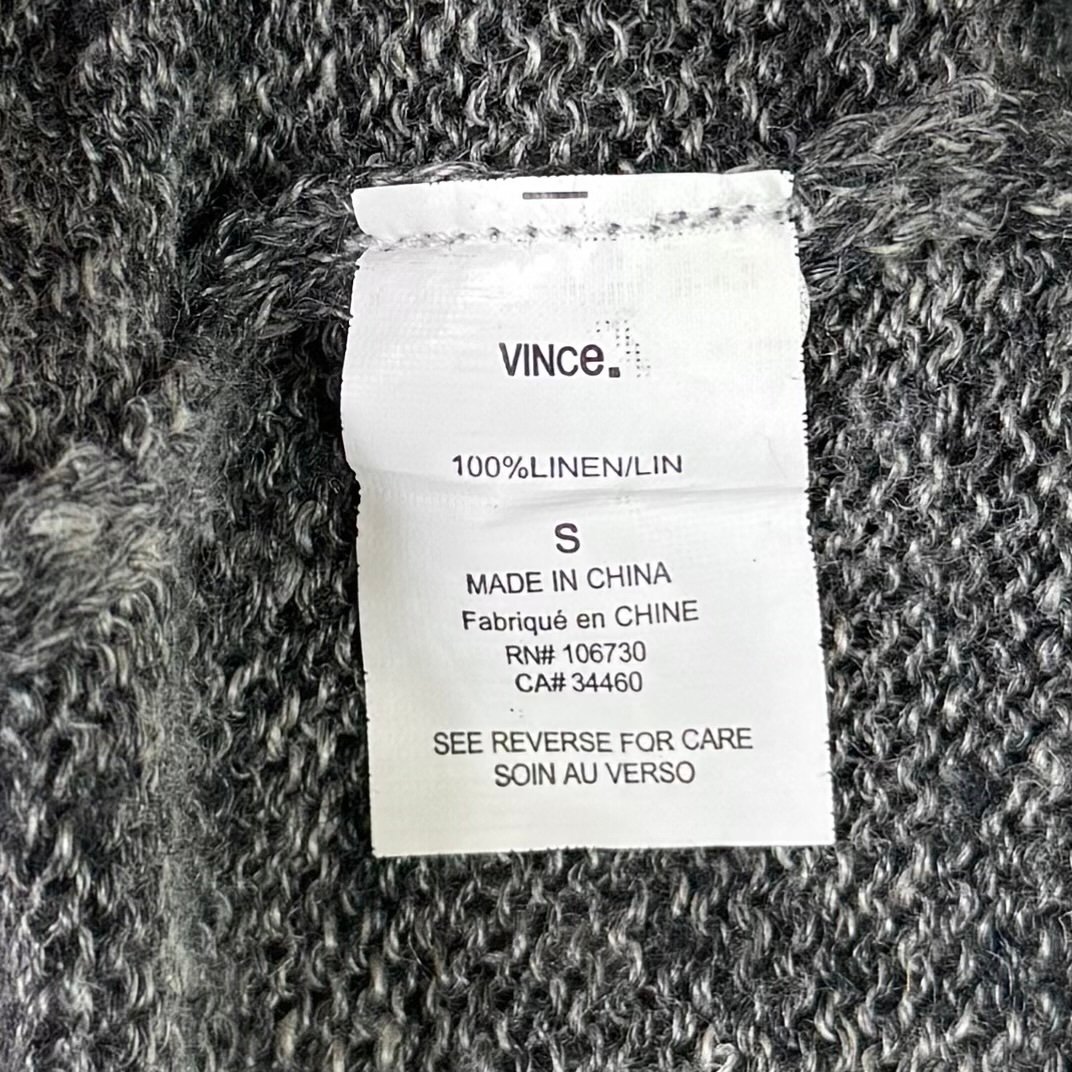 VINce.
100%LINEN/LIN
S
MADE IN CHINA
Fabriqué en CHINE
RN# 106730
CA# 34460
SEE REVERSE FOR CARE
SOIN AU VERSO